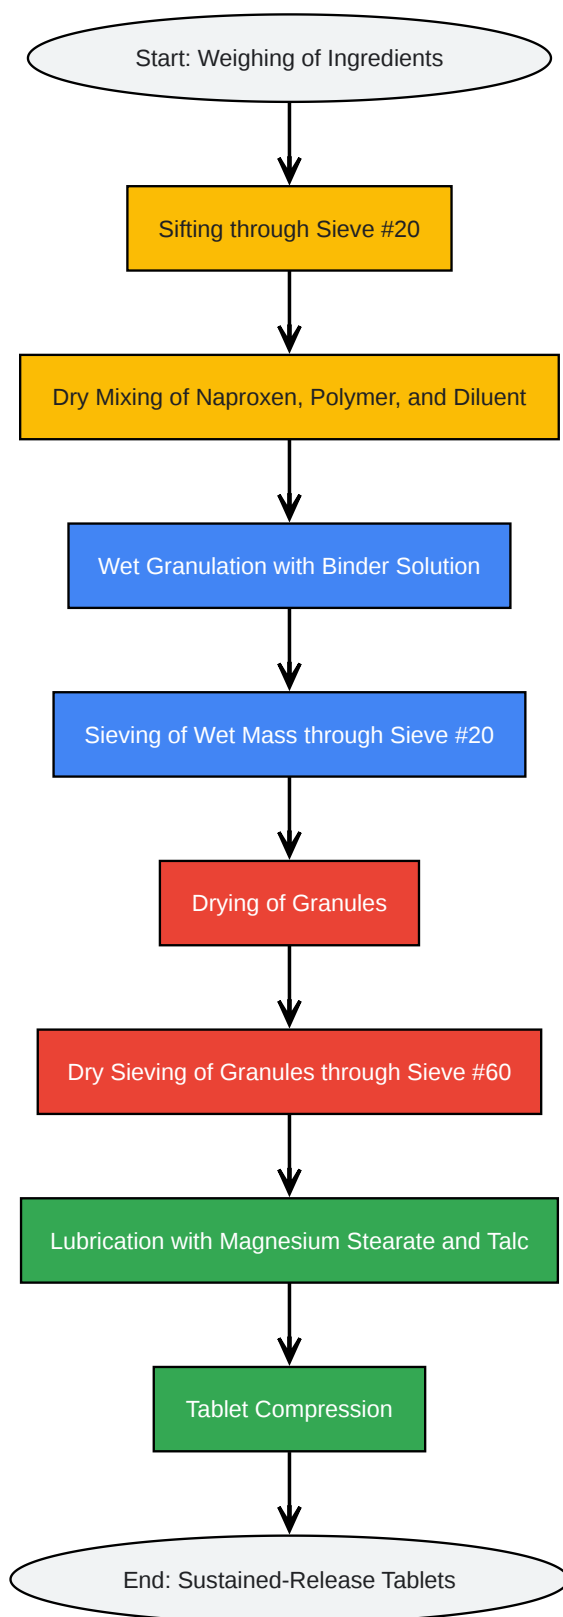 Start: Weighing of Ingredients
Sifting through Sieve #20
Dry Mixing of Naproxen, Polymer, and Diluent
Wet Granulation with Binder Solution
Sieving of Wet Mass through Sieve #20
Drying of Granules
Dry Sieving of Granules through Sieve #60
Lubrication with Magnesium Stearate and Talc
Tablet Compression
End: Sustained-Release Tablets